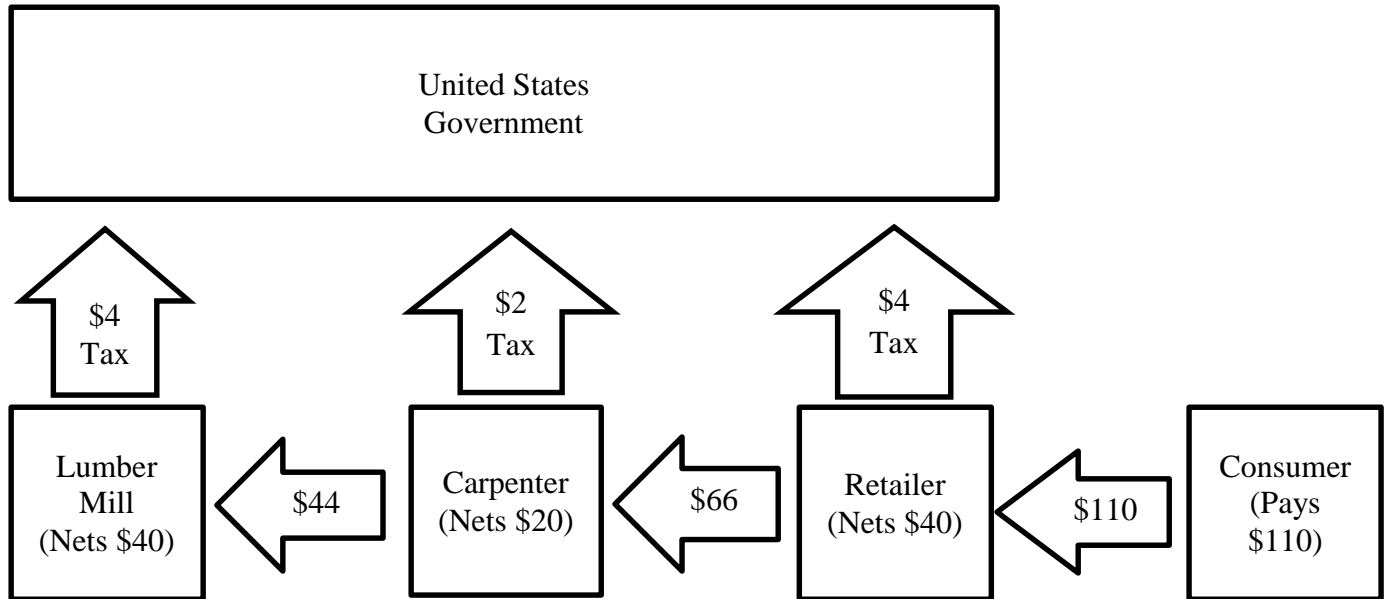 United States
Government
$4
Tax
$2
Tax
$4
Tax
Lumber
Mill
(Nets $40)
$44
Carpenter
(Nets $20)
$66
Retailer
(Nets $40)
$110
Consumer
(Pays
$110)